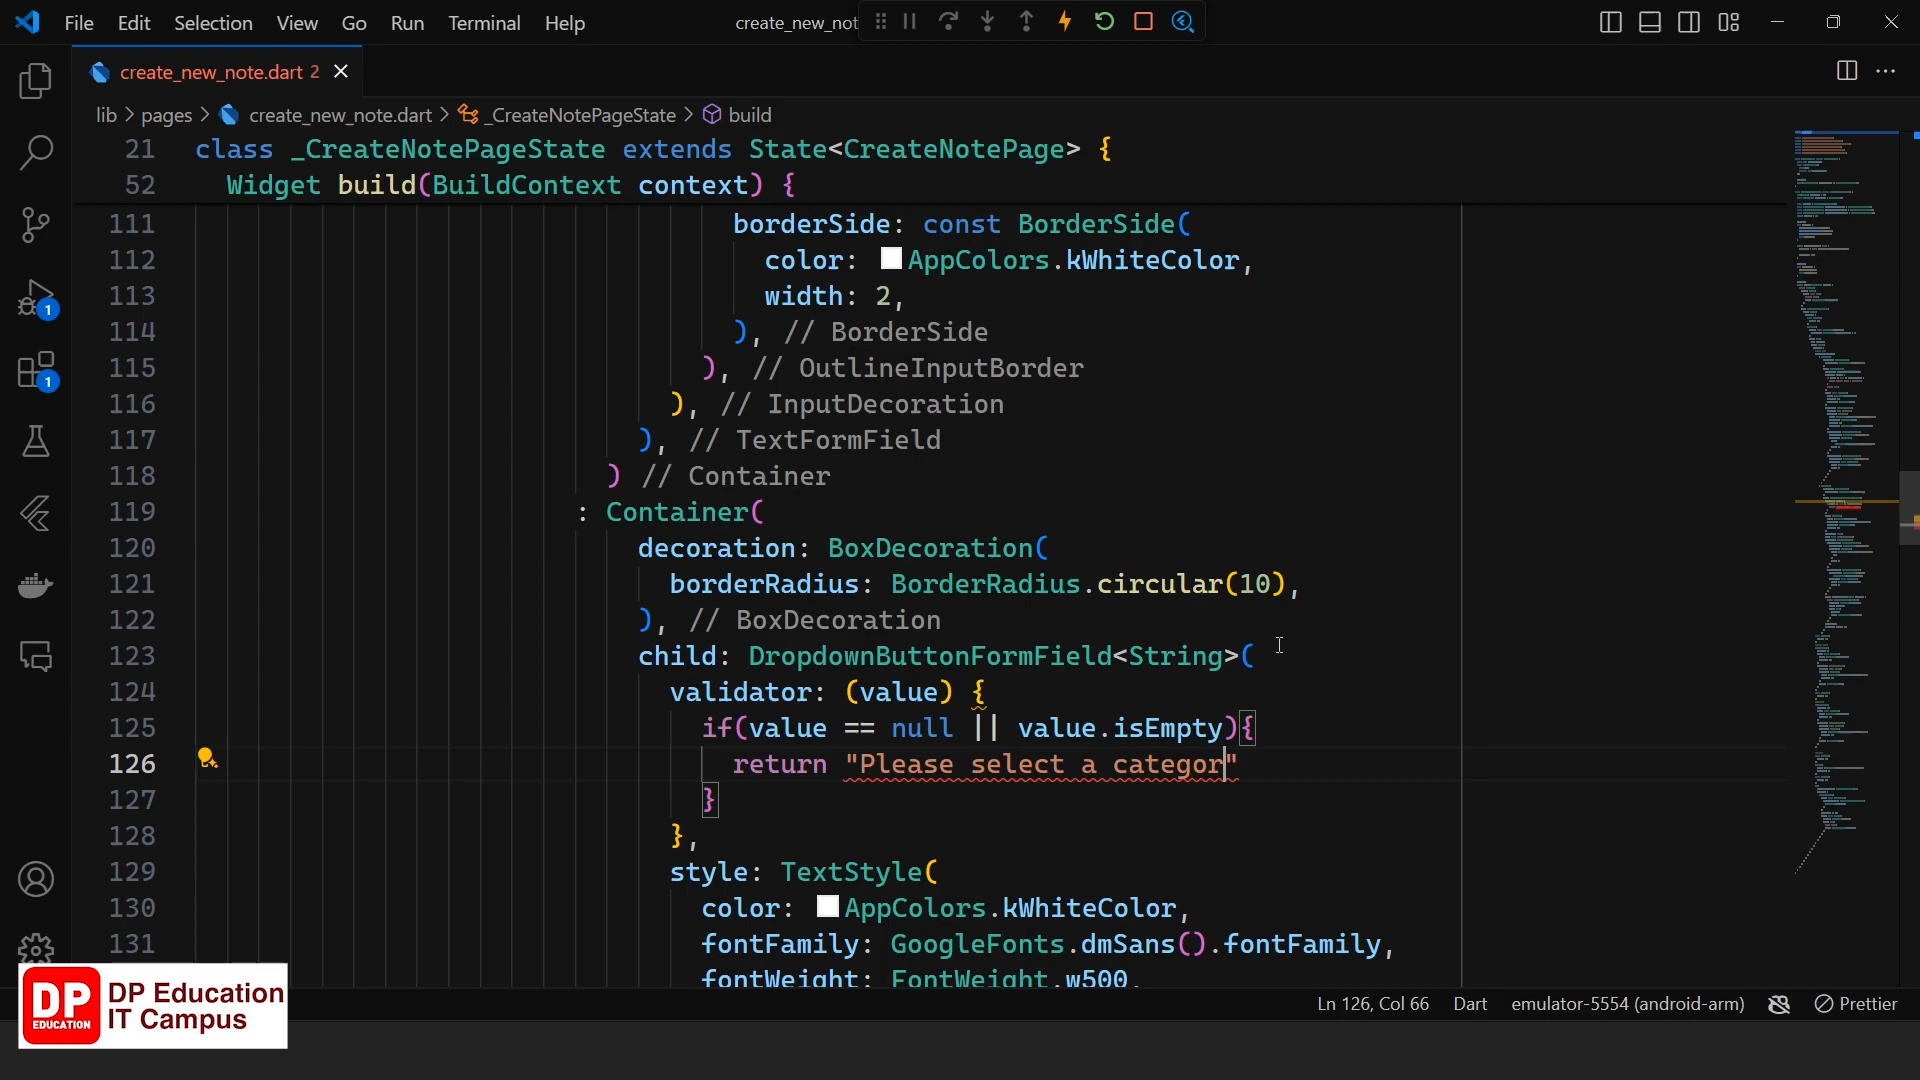 File Edit Selection View Go Run Terminal Help create_new_not
create_new_note.dart 2
lib > pages > create_new_note.dart > _CreateNotePageState > build
21 class _CreateNotePageState extends State<CreateNotePage> {
52 Widget build(BuildContext context) {
111 borderSide: const BorderSide(
112 color: AppColors.kWhiteColor,
113 width: 2,
114 ), // BorderSide
115 ), // OutlineInputBorder
116 ), // InputDecoration
117 ), // TextFormField
118 ) // Container
119 : Container(
120 decoration: BoxDecoration(
121 borderRadius: BorderRadius.circular(10),
122 ), // BoxDecoration
123 child: DropdownButtonFormField<String>(
124 validator: (value) {
125 if(value == null || value.isEmpty){
126 return "Please select a categor"
127 }
128 },
129 style: TextStyle(
130 color: AppColors.kWhiteColor,
131 fontFamily: GoogleFonts.dmSans().fontFamily,
fontWeight: FontWeight.w500,
1
1
DP EDUCATION
DP Education
IT Campus
Ln 126, Col 66 Dart emulator-5554 (android-arm) Prettier